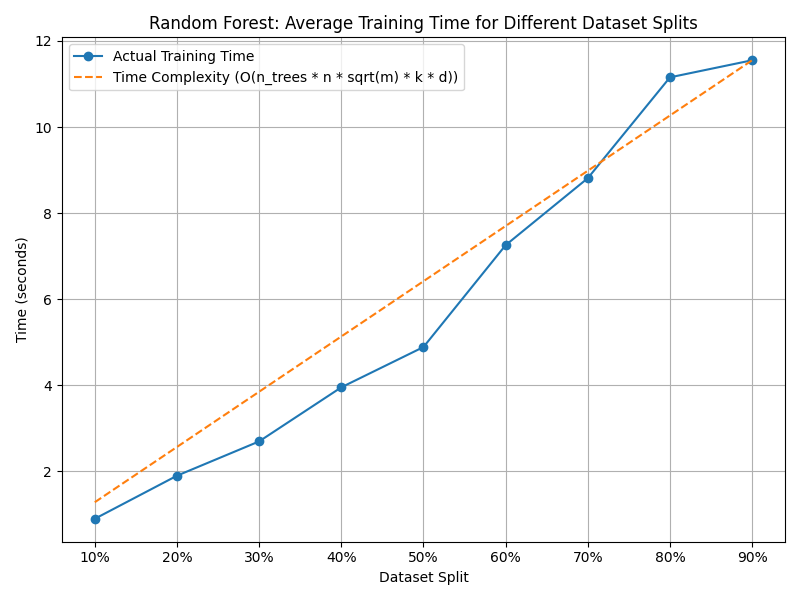 Random Forest: Average Training Time for Different Dataset Splits
Actual Training Time
Time Complexity (O(n_trees * n * sqrt(m) * k * d))
Time (seconds)
12
10
8
6
4
2
10% 20% 30% 40% 50% 60% 70% 80% 90%
Dataset Split